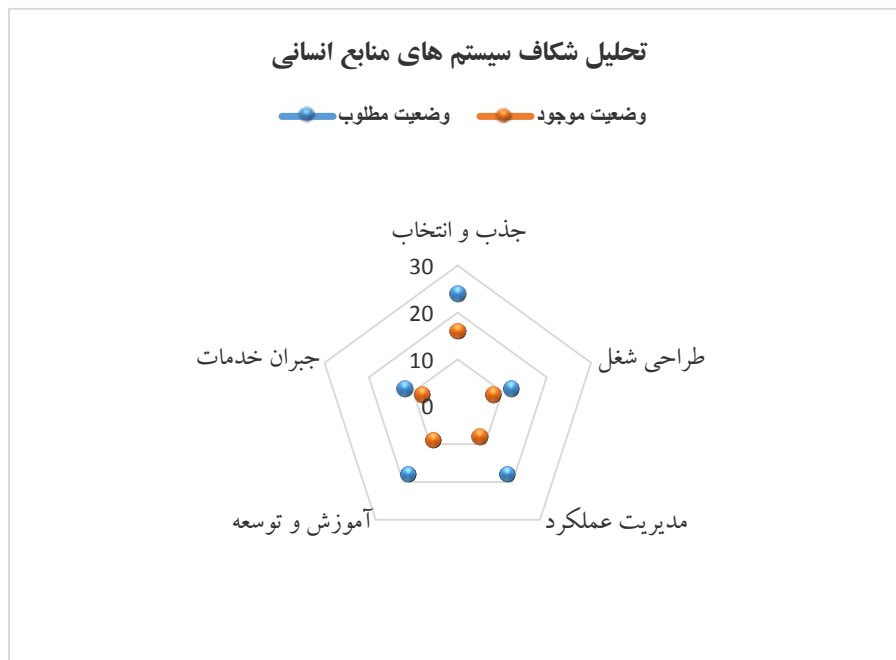 تحلیل شکاف سیستم های منابع انسانی
وضعیت موجود
وضعیت مطلوب
جذب و انتخاب
30
20
10
0
طراحی شغل
جبران خدمات
مدیریت عملکرد
آموزش و توسعه